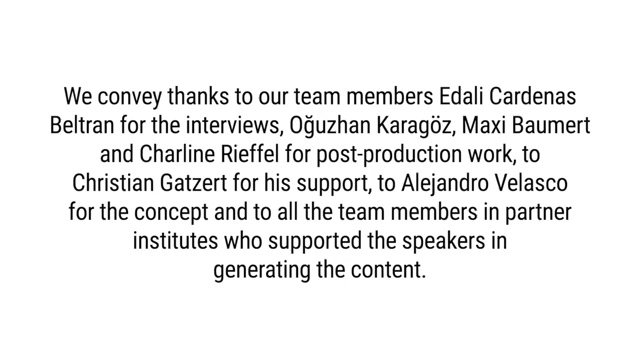 We convey thanks to our team members Edali Cardenas
Beltran for the interviews, Oğuzhan Karagöz, Maxi Baumert
and Charline Rieffel for post-production work, to
Christian Gatzert for his support, to Alejandro Velasco
for the concept and to all the team members in partner
institutes who supported the speakers in
generating the content.